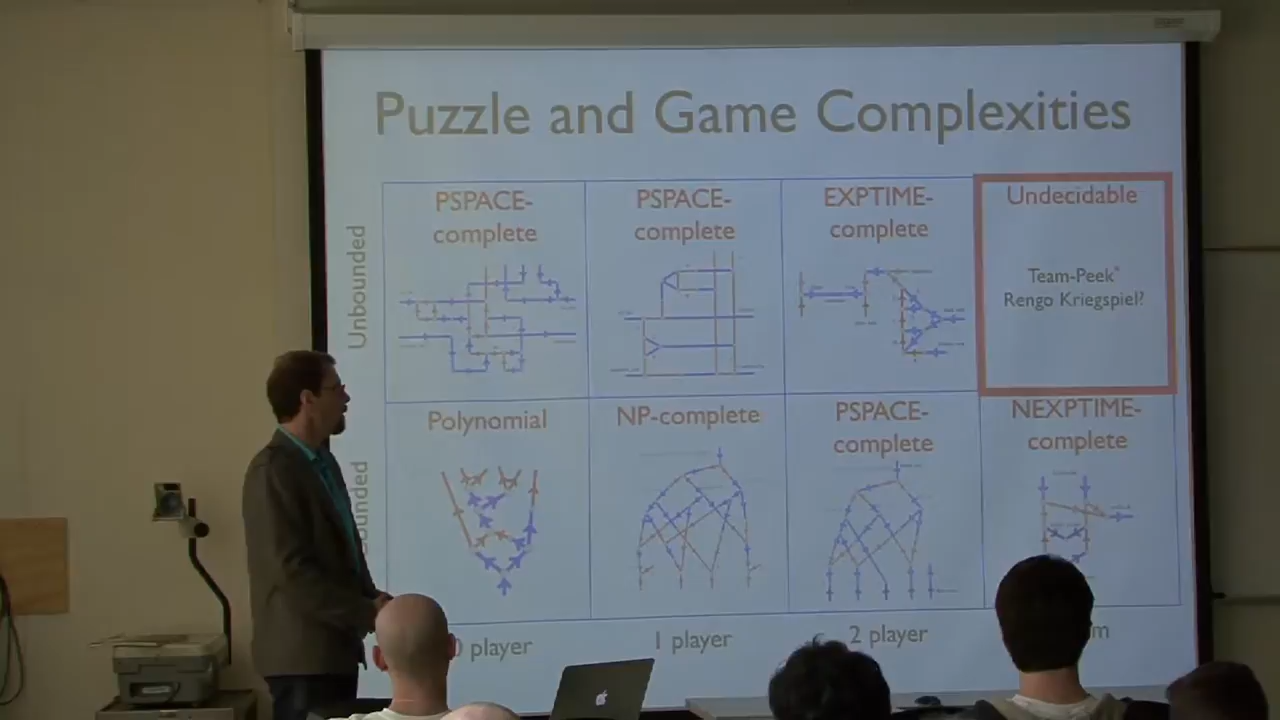 Puzzle and Game Complexities
Unbounded
PSPACE-
complete
PSPACE-
complete
EXPTIME-
complete
Undecidable
Team-Peek*
Rengo Kriegspiel?
Polynomial
NP-complete
PSPACE-
complete
NEXPTIME-
complete
player
1 player
2 player